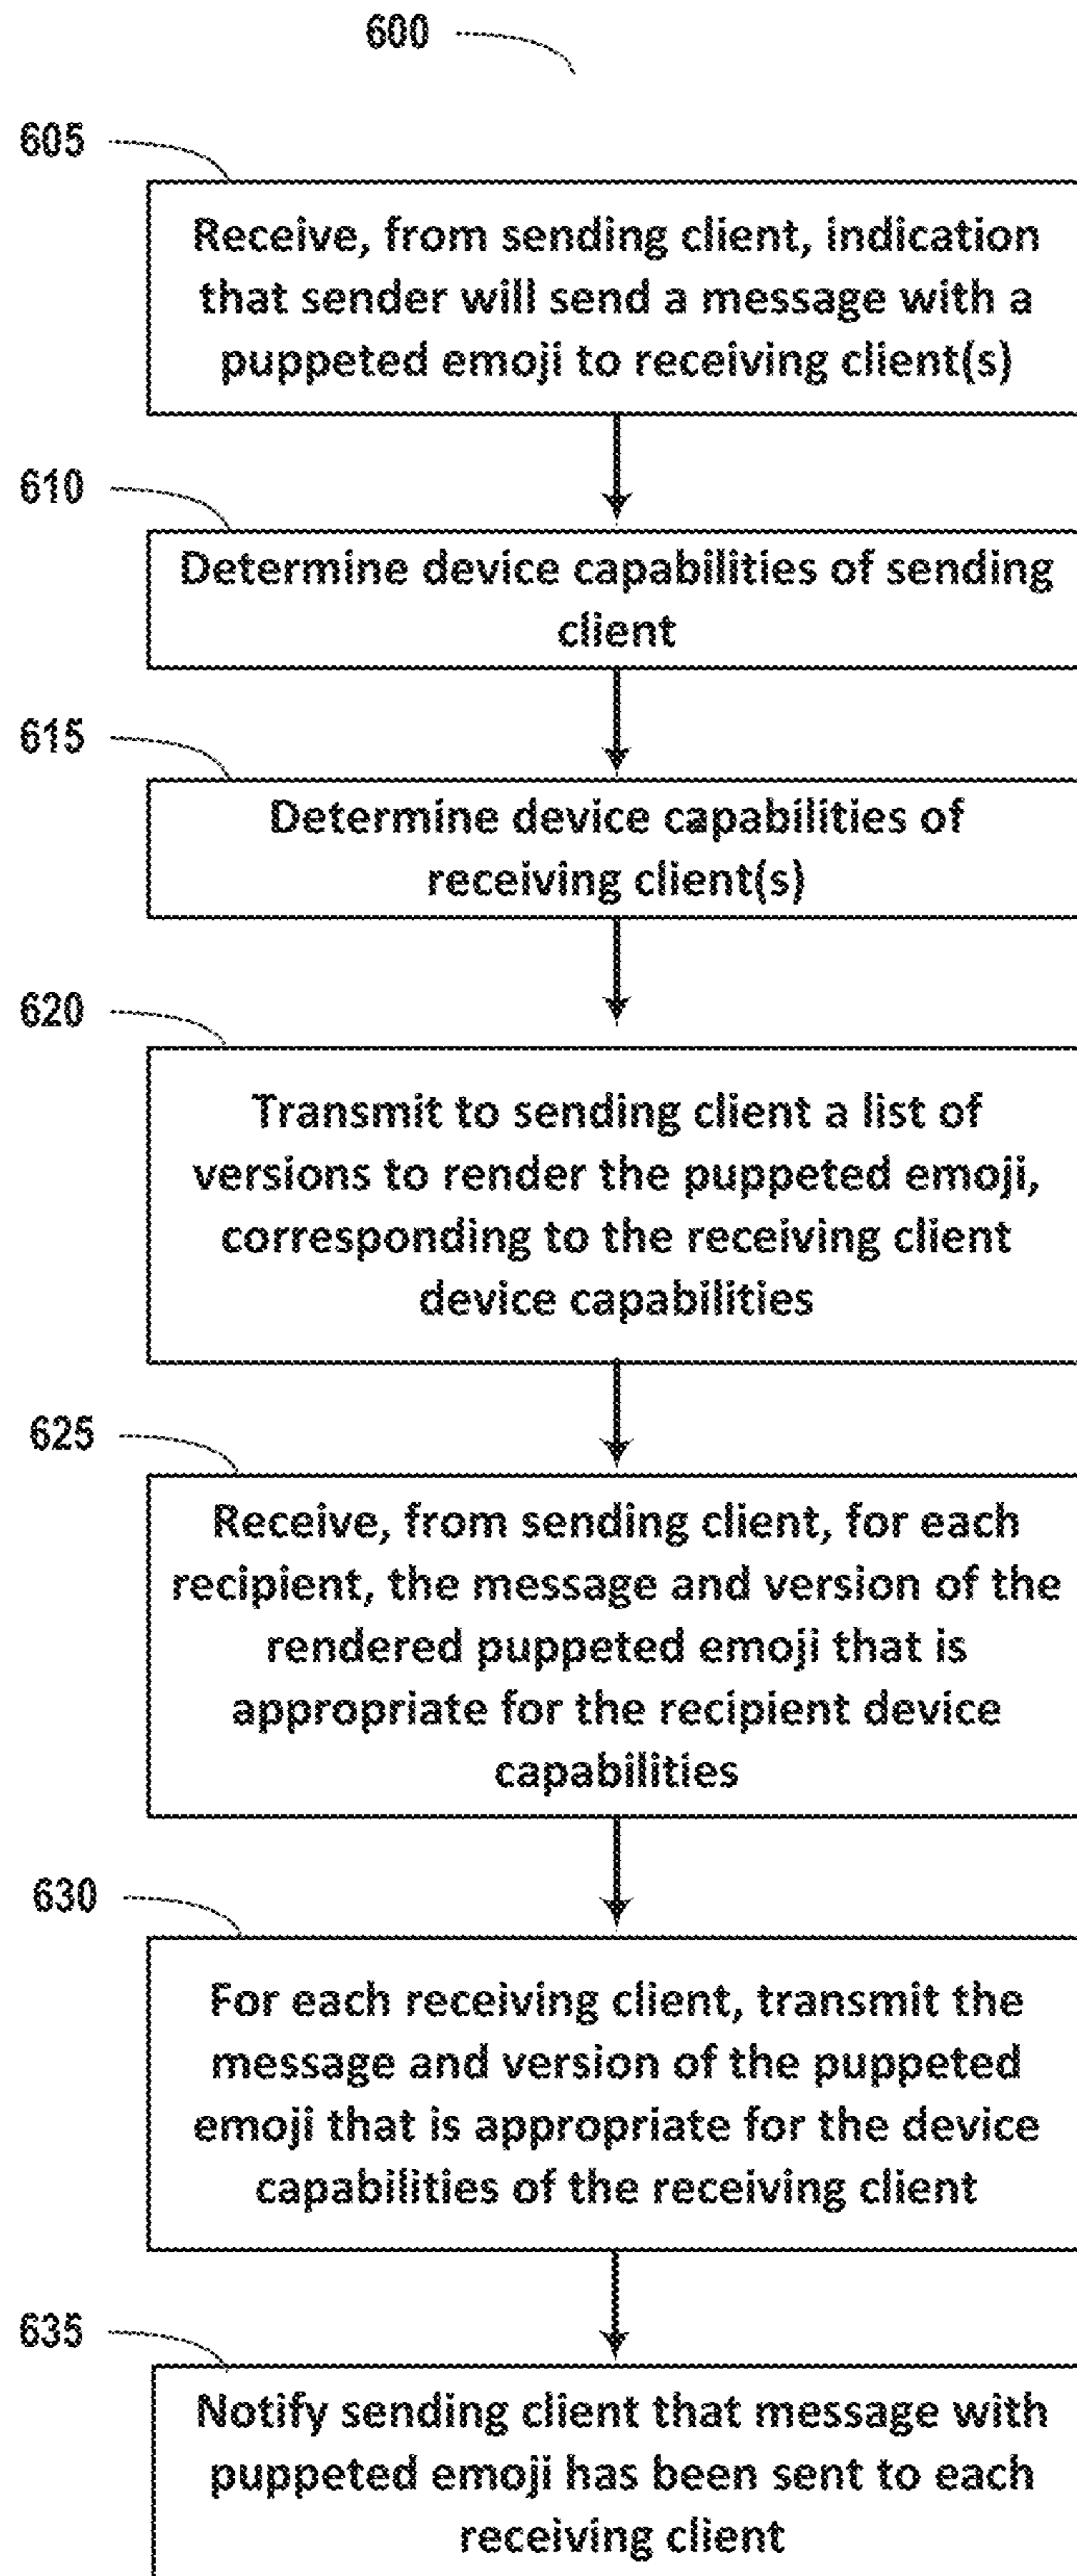 600
605
Receive, from sending client, indication
that sender will send a message with a
puppeted emoji to receiving client(s)
610
Determine device capabilities of sending
client
615
Determine device capabilities of
receiving client(s)
620
Transmit to sending client a list of
versions to render the puppeted emoji,
corresponding to the receiving client
device capabilities
625
Receive, from sending client, for each
recipient, the message and version of the
rendered puppeted emoji that is
appropriate for the recipient device
capabilities
630
For each receiving client, transmit the
message and version of the puppeted
emoji that is appropriate for the device
capabilities of the receiving client
635
Notify sending client that message with
puppeted emoji has been sent to each
receiving client